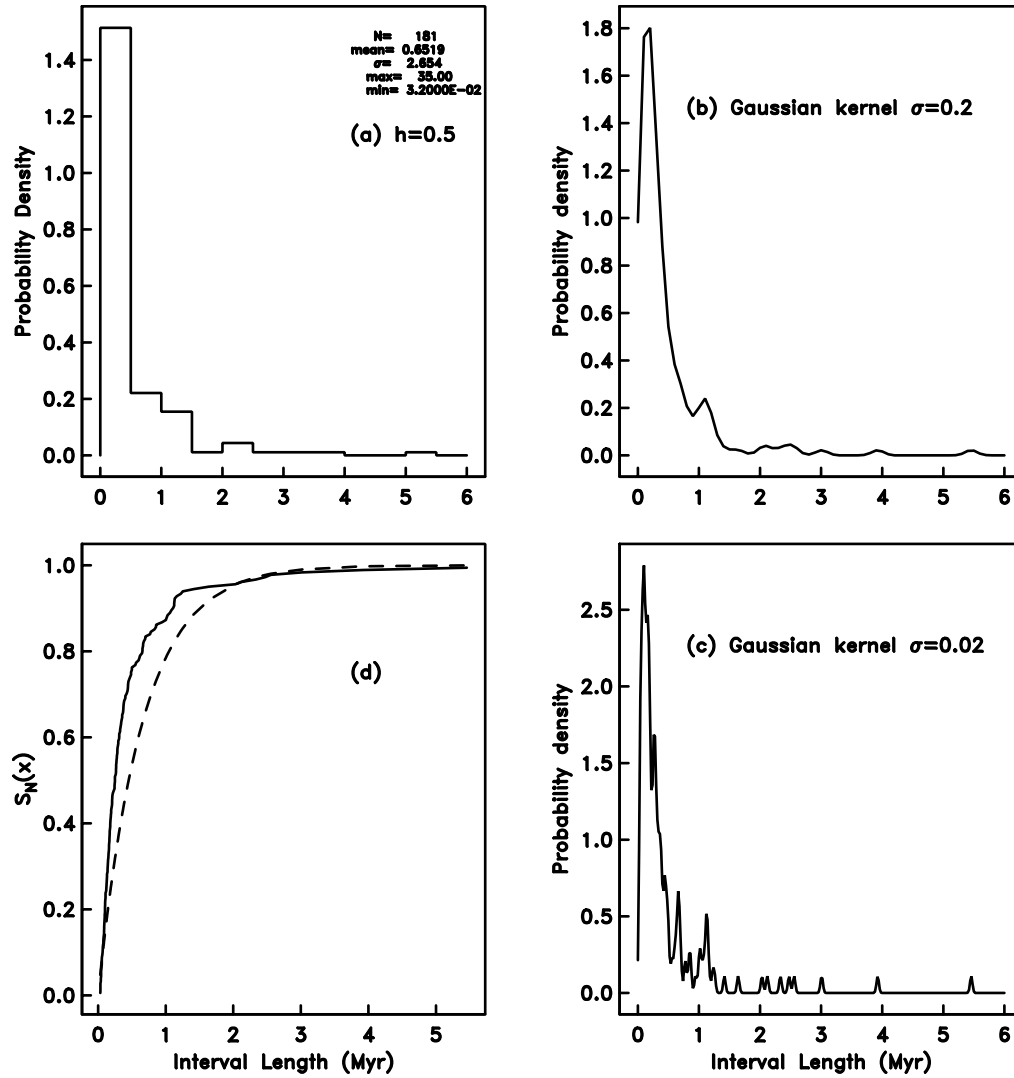 N= 181
mean= 0.6519
σ= 2.654
max= 35.00
min= 3.2000E-02
(a) h=0.5
Probability Density
1.4
1.2
1.0
0.8
0.6
0.4
0.2
0.0
0 1 2 3 4 5 6
(b) Gaussian kernel σ=0.2
Probability density
1.8
1.6
1.4
1.2
1.0
0.8
0.6
0.4
0.2
0.0
0 1 2 3 4 5 6
(d)
S_N(x)
1.0
0.8
0.6
0.4
0.2
0.0
0 1 2 3 4 5
Interval Length (Myr)
(c) Gaussian kernel σ=0.02
Probability density
2.5
2.0
1.5
1.0
0.5
0.0
0 1 2 3 4 5 6
Interval Length (Myr)